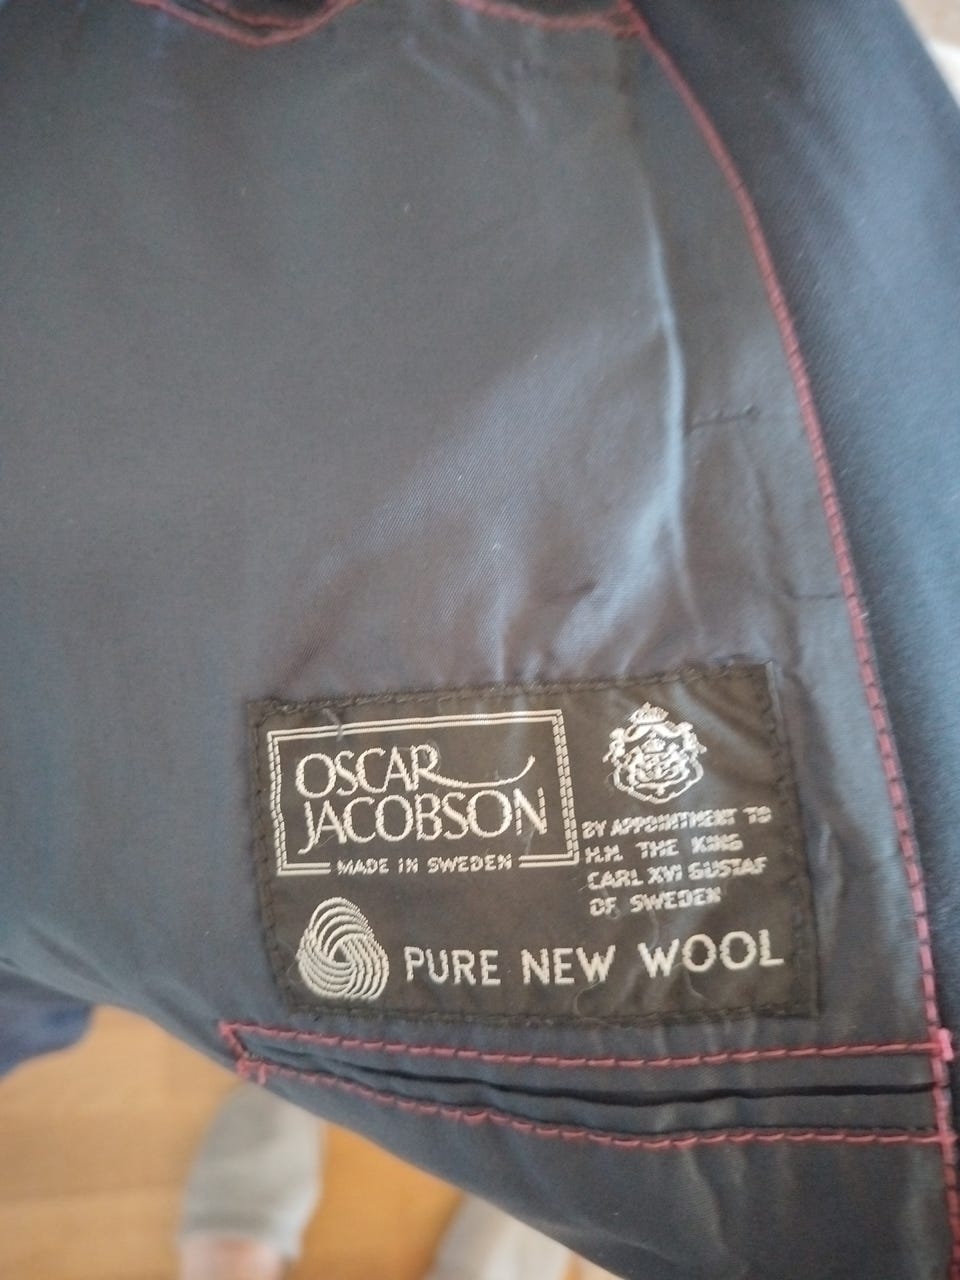 OSCAR
JACOBSON
MADE IN SWEDEN
BY APPOINTMENT TO
H.M. THE KING
CARL XVI GUSTAF
OF SWEDEN
PURE NEW WOOL